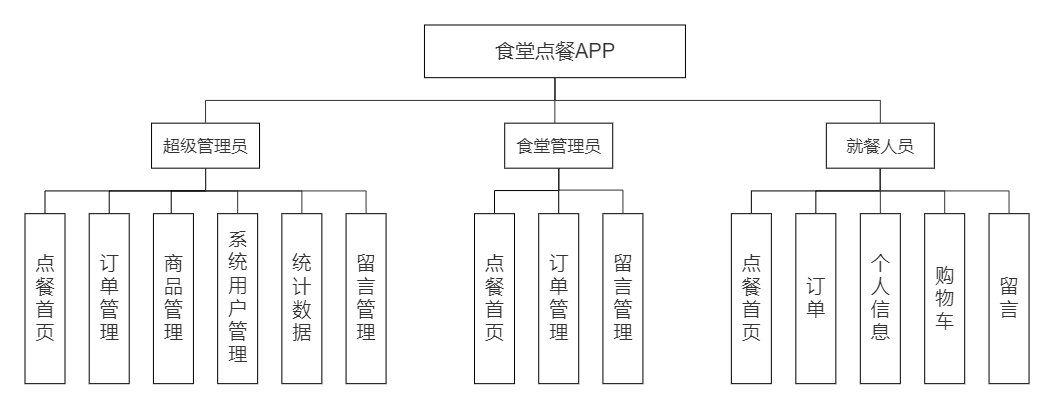 食堂点餐APP
超级管理员
食堂管理员
就餐人员
点餐首页
订单管理
商品管理
系统用户管理
统计数据
留言管理
点餐首页
订单管理
留言管理
点餐首页
订单
个人信息
购物车
留言